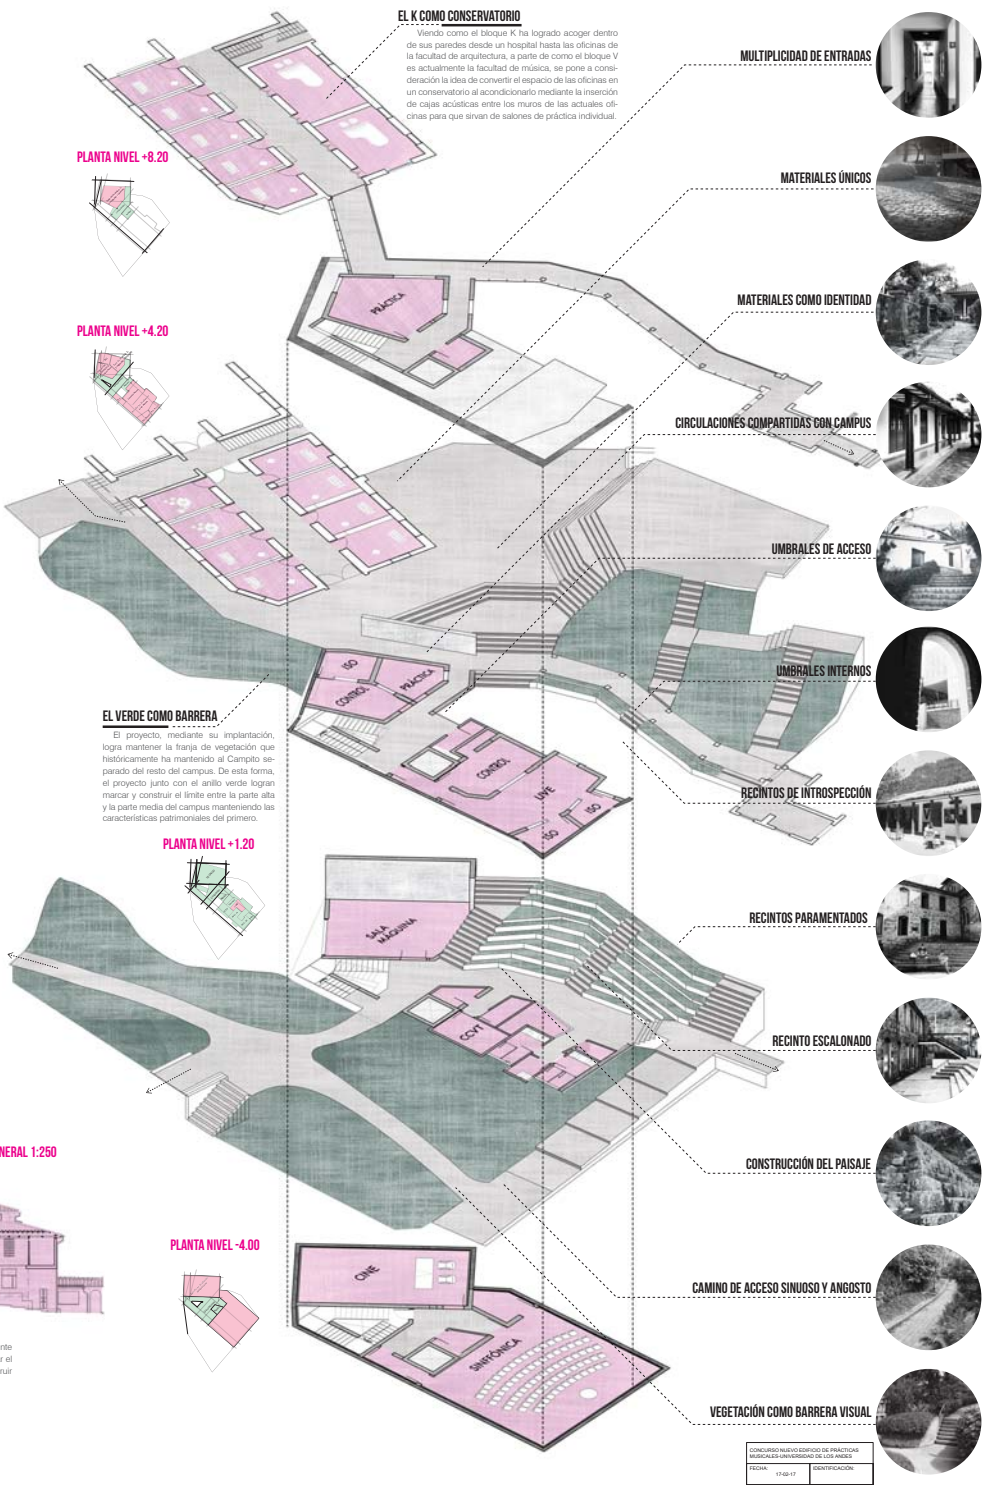 EL K COMO CONSERVATORIO
Viendo como el bloque K ha logrado acoger dentro
de sus paredes desde un hospital hasta las oficinas de
la facultad de arquitectura, a parte de como el bloque V
es actualmente la facultad de música, se pone a consi-
deración la idea de convertir el espacio de las oficinas en
un conservatorio al acondicionarlo mediante la inserción
de cajas acústicas entre los muros de las actuales ofi-
cinas para que sirvan de salones de práctica individual.
MULTIPLICIDAD DE ENTRADAS
PLANTA NIVEL +8.20
MATERIALES ÚNICOS
PRÁCTICA
MATERIALES COMO IDENTIDAD
PLANTA NIVEL +4.20
CIRCULACIONES COMPARTIDAS CON CAMPUS
UMBRALES DE ACCESO
ISO
CONTROL
PRÁCTICA
CONTROL
LIVE
ISO
ISO
UMBRALES INTERNOS
EL VERDE COMO BARRERA
El proyecto, mediante su implantación,
logra mantener la franja de vegetación que
históricamente ha mantenido al Campito se-
parado del resto del campus. De esta forma,
el proyecto junto con el anillo verde logran
marcar y construir el límite entre la parte alta
y la parte media del campus manteniendo las
características patrimoniales del primero.
RECINTOS DE INTROSPECCIÓN
PLANTA NIVEL +1.20
SALA
MAQUINA
CCVT
RECINTOS PARAMENTADOS
RECINTO ESCALONADO
NERAL 1:250
CONSTRUCCIÓN DEL PAISAJE
PLANTA NIVEL -4.00
CINE
SINFFÓNICA
CAMINO DE ACCESO SINUOSO Y ANGOSTO
nte
r el
ruir
VEGETACIÓN COMO BARRERA VISUAL
CONCURSO NUEVO EDIFICIO DE PRÁCTICAS
MUSICALES-UNIVERSIDAD DE LOS ANDES
FECHA:
17-02-17
IDENTIFICACIÓN: